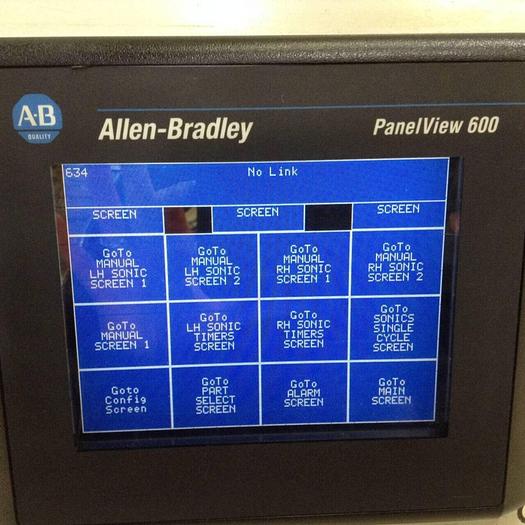 A-B
QUALITY
Allen-Bradley
PanelView 600
634
No Link
SCREEN
SCREEN
SCREEN
GoTo
MANUAL
LH SONIC
SCREEN 1
GoTo
MANUAL
LH SONIC
SCREEN 2
GoTo
MANUAL
RH SONIC
SCREEN 1
GoTo
MANUAL
RH SONIC
SCREEN 2
GoTo
MANUAL
SCREEN 1
GoTo
LH SONIC
TIMERS
SCREEN
GoTo
RH SONIC
TIMERS
SCREEN
GoTo
SONICS
SINGLE
CYCLE
SCREEN
Goto
Config
Screen
GoTo
PART
SELECT
SCREEN
GoTo
ALARM
SCREEN
GoTo
MAIN
SCREEN